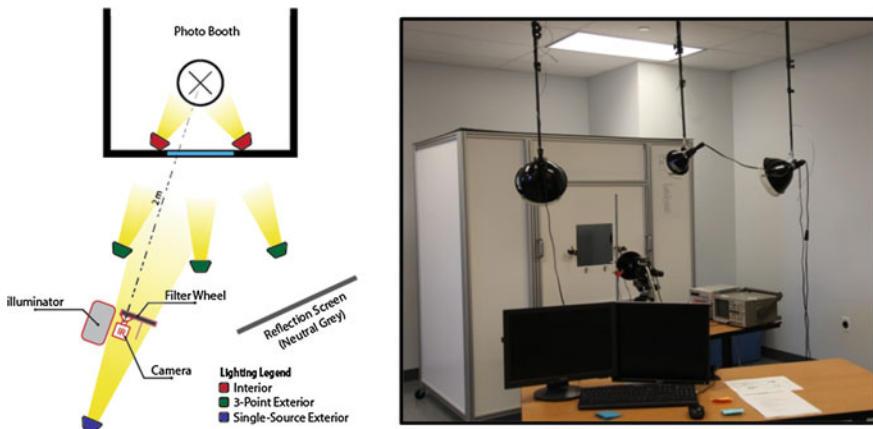 Photo Booth
2 m
illuminator
Filter Wheel
IR
Camera
Reflection Screen
(Neutral Grey)
Lighting Legend
Interior
3-Point Exterior
Single-Source Exterior